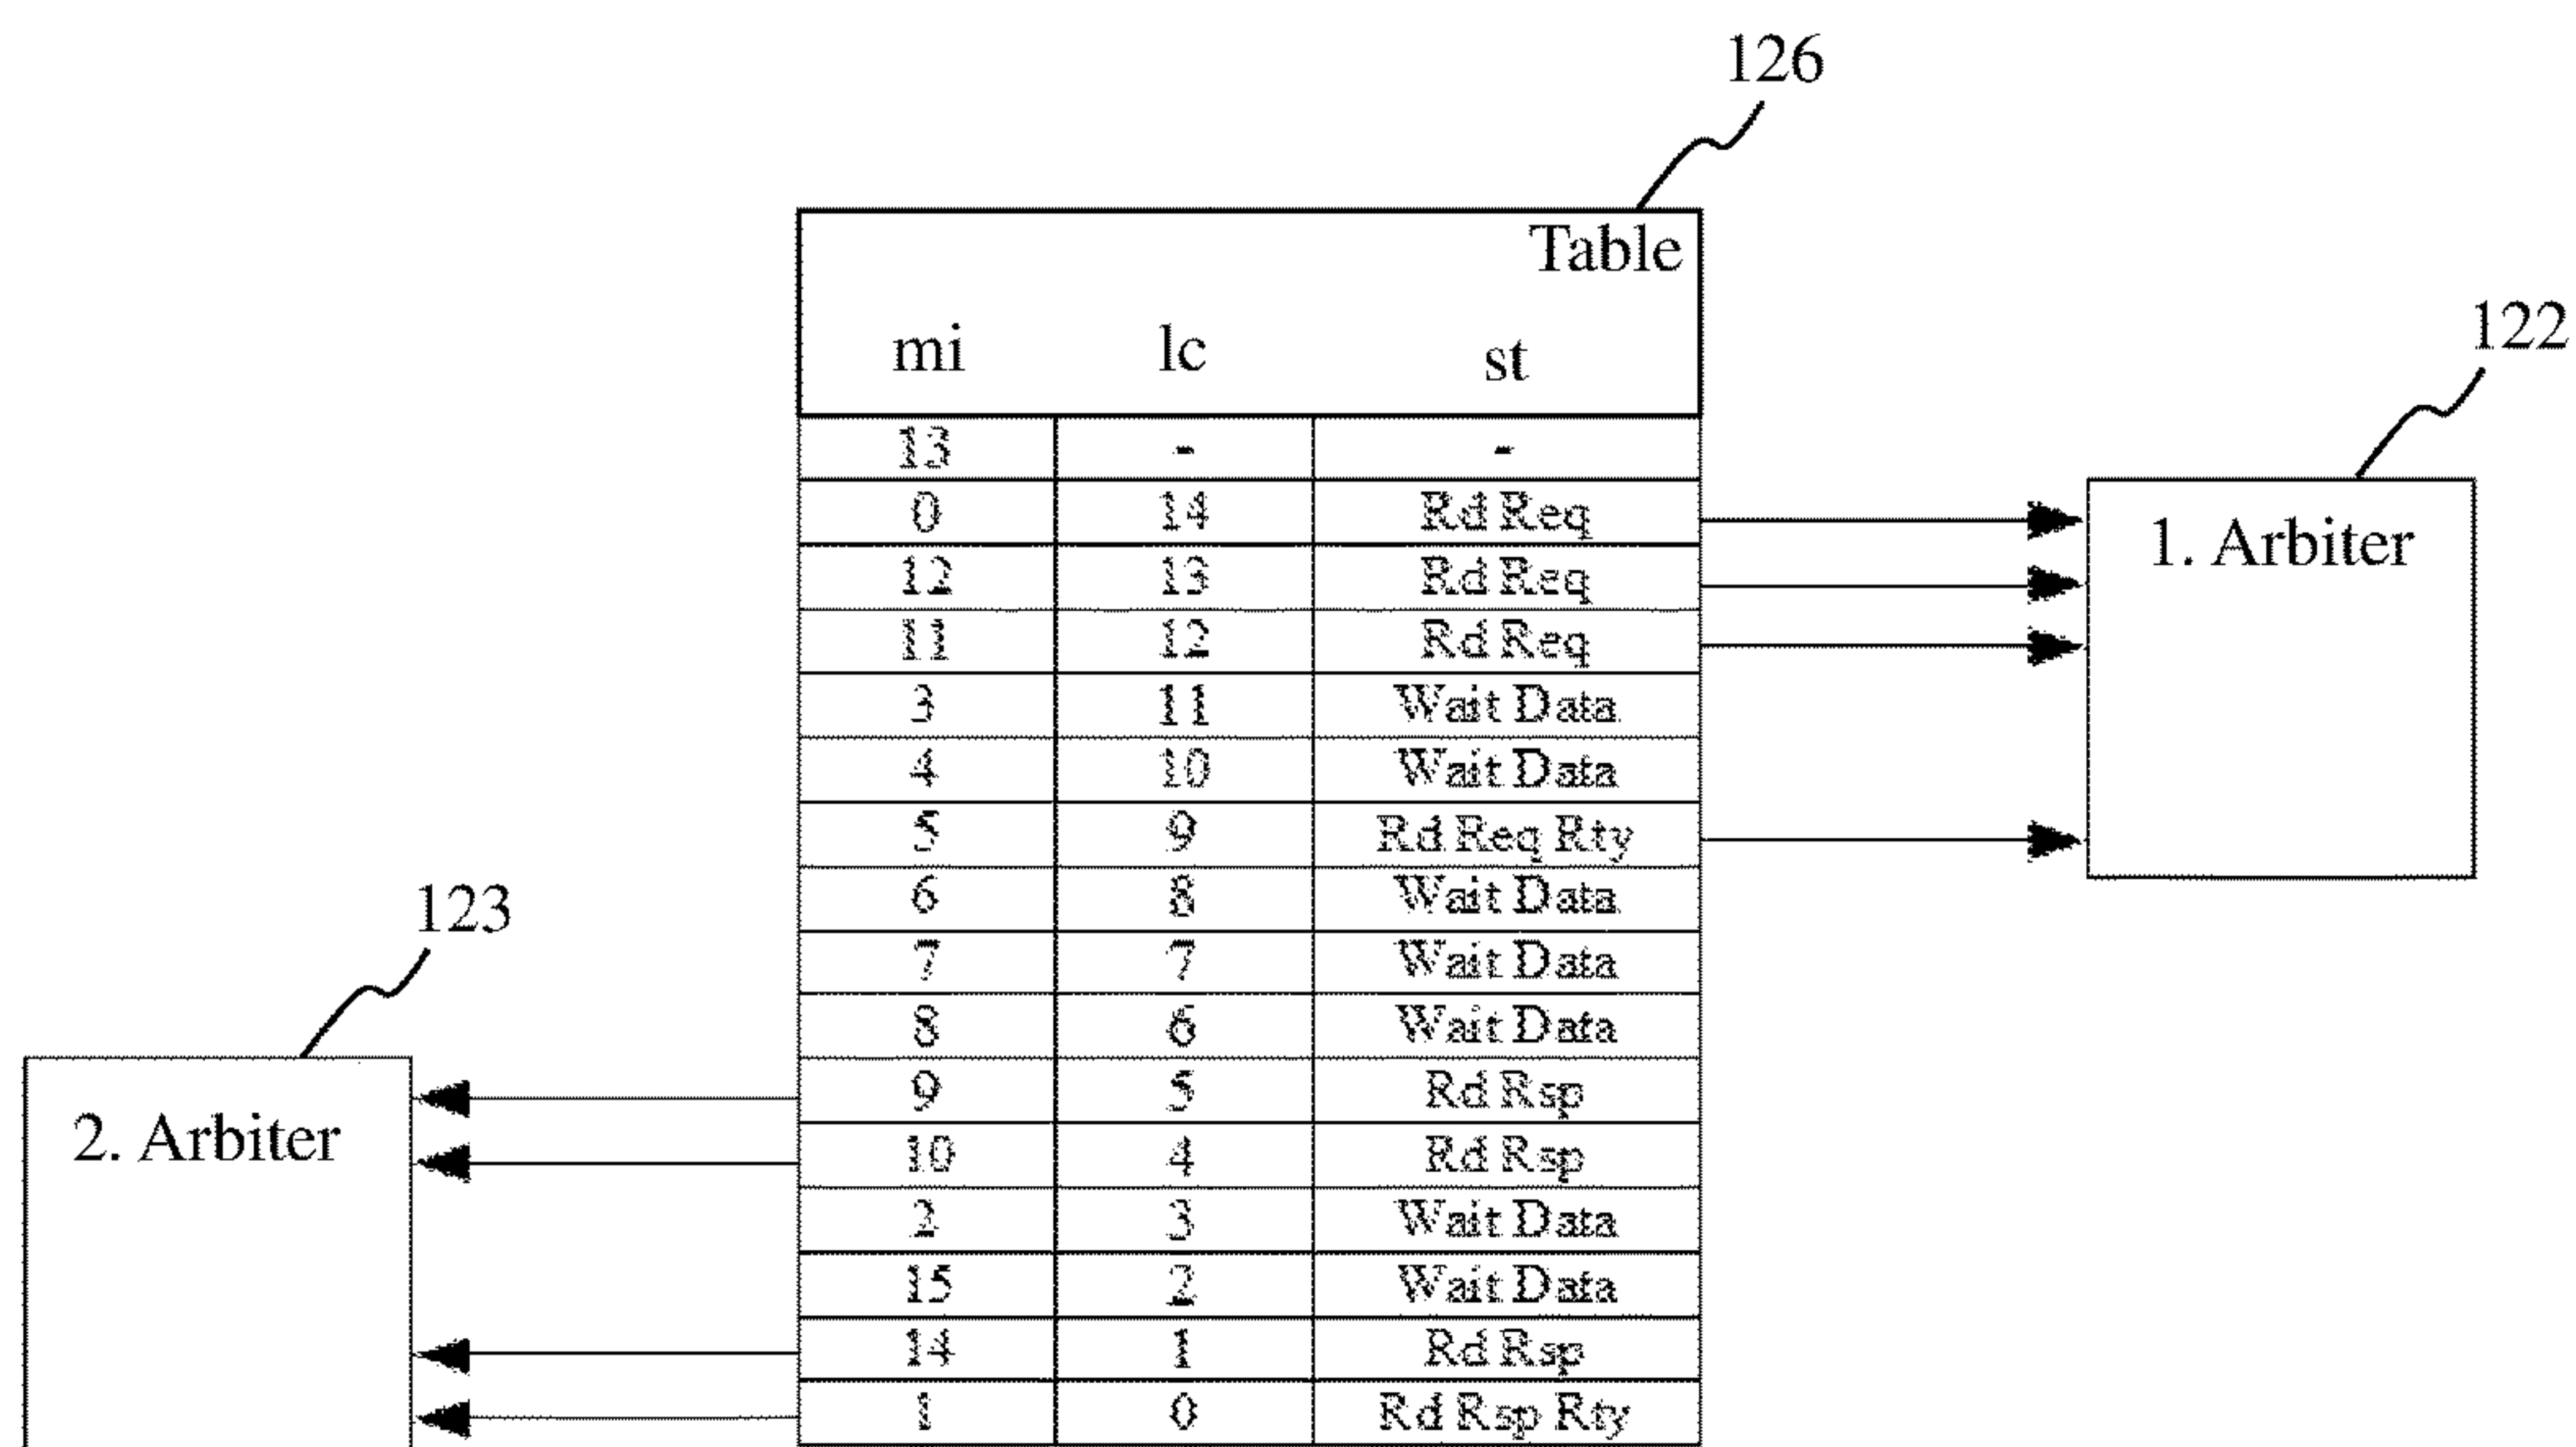 126
Table
mi lc st
122
13 - -
0 14 Rd Req
1. Arbiter
12 13 Rd Req
11 12 Rd Req
3 11 Wait Data
4 10 Wait Data
5 9 Rd Req Rty
6 8 Wait Data
123
7 7 Wait Data
8 6 Wait Data
9 5 Rd Rsp
2. Arbiter
10 4 Rd Rsp
2 3 Wait Data
15 2 Wait Data
14 1 Rd Rsp
1 0 Rd Rsp Rty